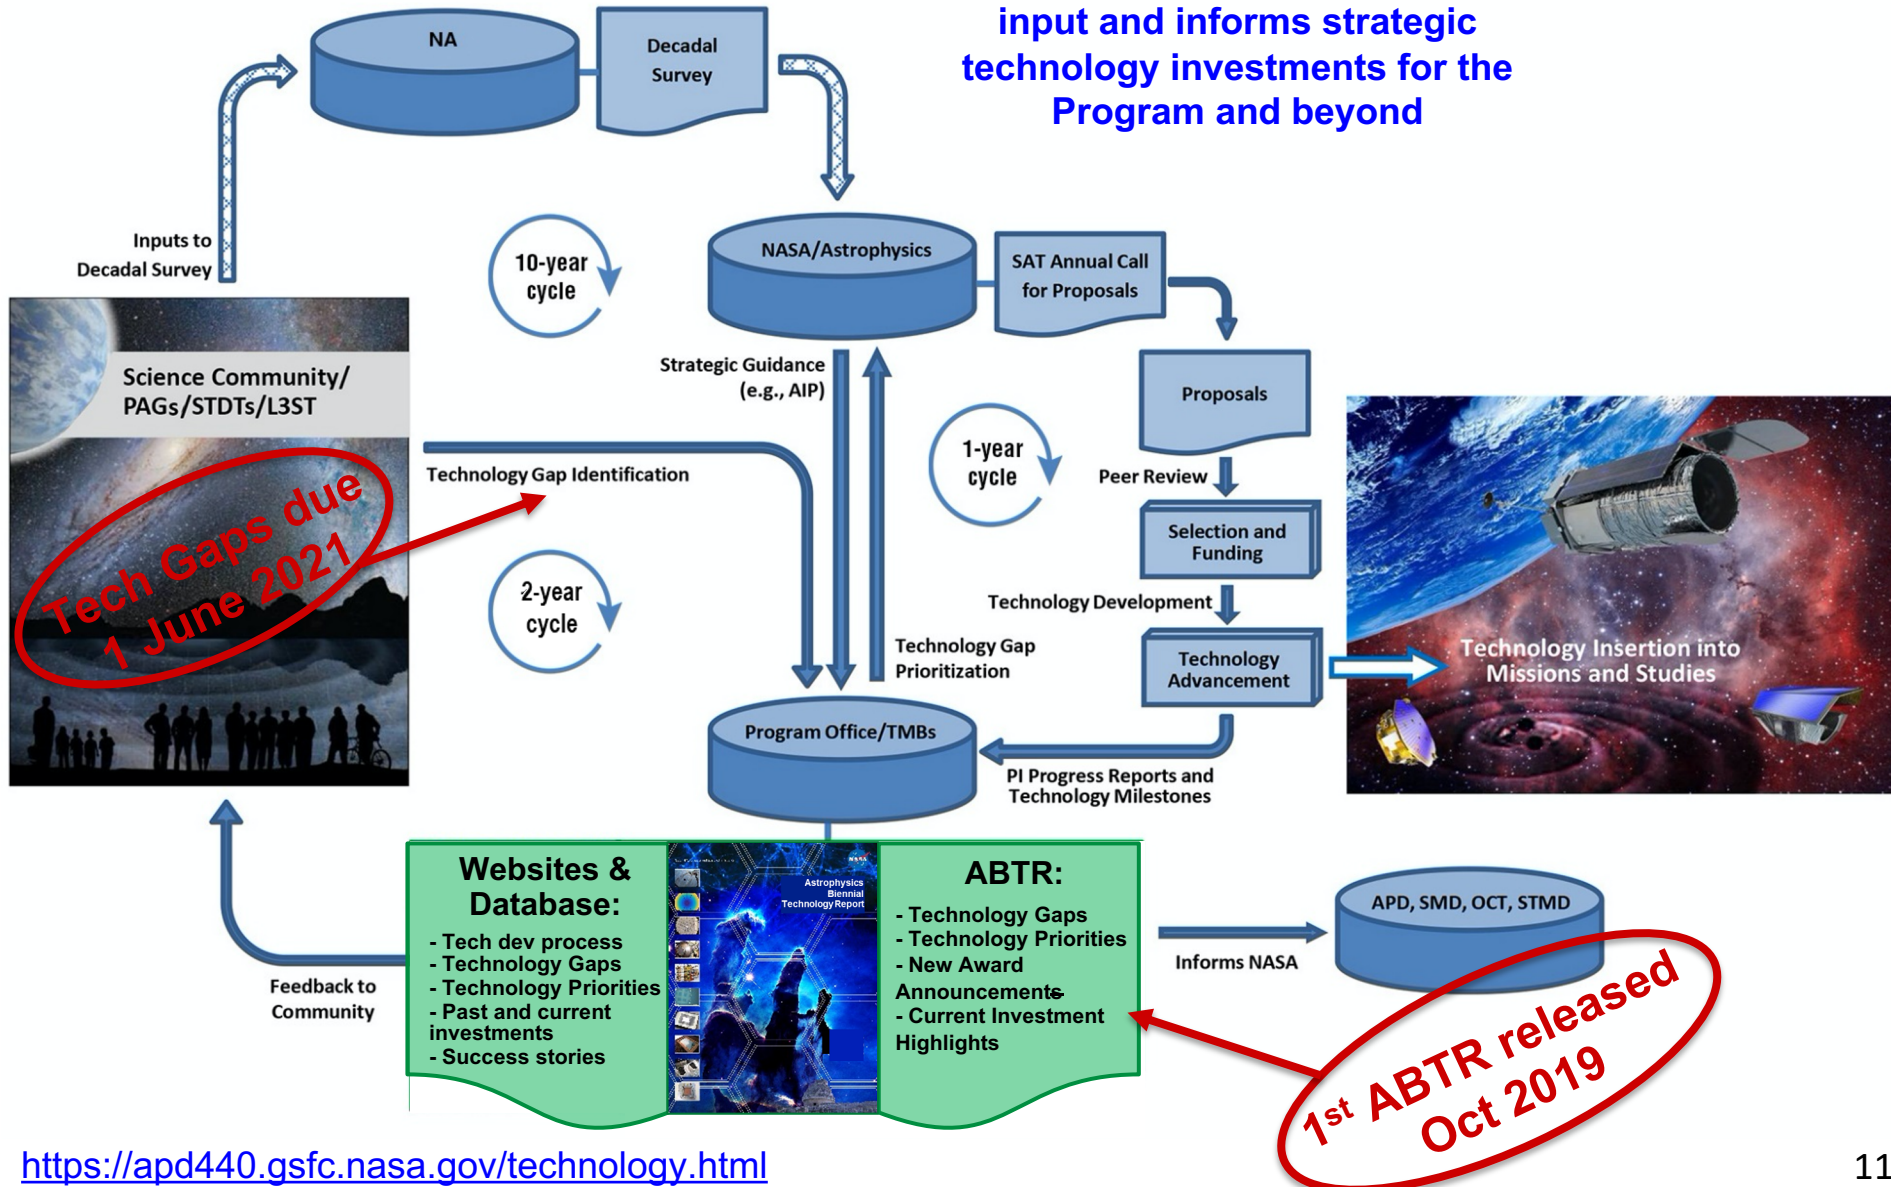 input and informs strategic
technology investments for the
Program and beyond
NA
Decadal
Survey
Inputs to
Decadal Survey
10-year
cycle
NASA/Astrophysics
SAT Annual Call
for Proposals
Strategic Guidance
(e.g., AIP)
Science Community/
PAGs/STDTs/L3ST
Technology Gap Identification
1-year
cycle
Proposals
Peer Review
Selection and
Funding
Technology Development
Technology
Advancement
Technology Insertion into
Missions and Studies
Tech Gaps due
1 June 2021
2-year
cycle
Technology Gap
Prioritization
Program Office/TMBs
PI Progress Reports and
Technology Milestones
Feedback to
Community
Websites &
Database:
- Tech dev process
- Technology Gaps
- Technology Priorities
- Past and current
investments
- Success stories
NASA
Astrophysics
Biennial
Technology Report
ABTR:
- Technology Gaps
- Technology Priorities
- New Award
Announcements
- Current Investment
Highlights
Informs NASA
APD, SMD, OCT, STMD
1st ABTR released
Oct 2019
https://apd440.gsfc.nasa.gov/technology.html
11